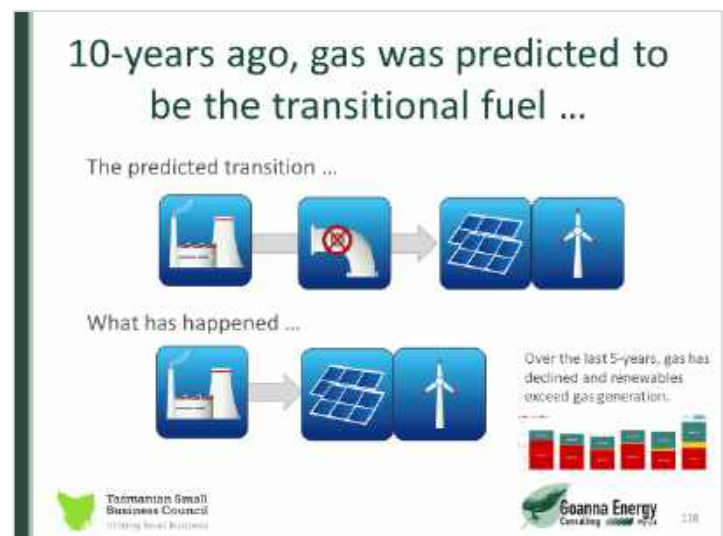 10-years ago, gas was predicted to
be the transitional fuel ...
The predicted transition ...
What has happened ...
Over the last 5-years, gas has
declined and renewables
exceed gas generation.
Tasmanian Small
Business Council
Goanna Energy
Consulting